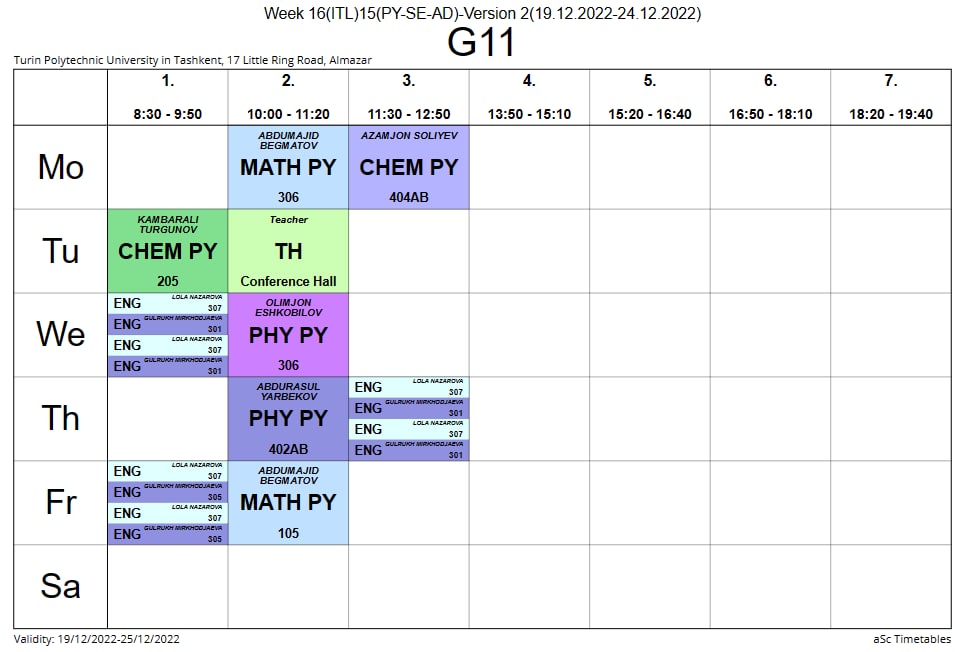 Week 16(ITL)15(PY-SE-AD)-Version 2(19.12.2022-24.12.2022)
G11
Turin Polytechnic University in Tashkent, 17 Little Ring Road, Almazar
1. 2. 3. 4. 5. 6. 7.
8:30 - 9:50 10:00 - 11:20 11:30 - 12:50 13:50 - 15:10 15:20 - 16:40 16:50 - 18:10 18:20 - 19:40
Mo
ABDUMAJID
BEGMATOV
MATH PY
306
AZAMJON SOLIYEV
CHEM PY
404AB
Tu
KAMBARALI
TURGUNOV
CHEM PY
205
Teacher
TH
Conference Hall
We
ENG LOLA NAZAROVA
307
ENG GULRUKH MIRKHODJAEVA
301
ENG LOLA NAZAROVA
307
ENG GULRUKH MIRKHODJAEVA
301
OLIMJON
ESHKOBILOV
PHY PY
306
Th
ABDURASUL
YARBEKOV
PHY PY
402AB
ENG LOLA NAZAROVA
307
ENG GULRUKH MIRKHODJAEVA
301
ENG LOLA NAZAROVA
307
ENG GULRUKH MIRKHODJAEVA
301
Fr
ENG LOLA NAZAROVA
307
ENG GULRUKH MIRKHODJAEVA
305
ENG LOLA NAZAROVA
307
ENG GULRUKH MIRKHODJAEVA
305
ABDUMAJID
BEGMATOV
MATH PY
105
Sa
Validity: 19/12/2022-25/12/2022
aSc Timetables